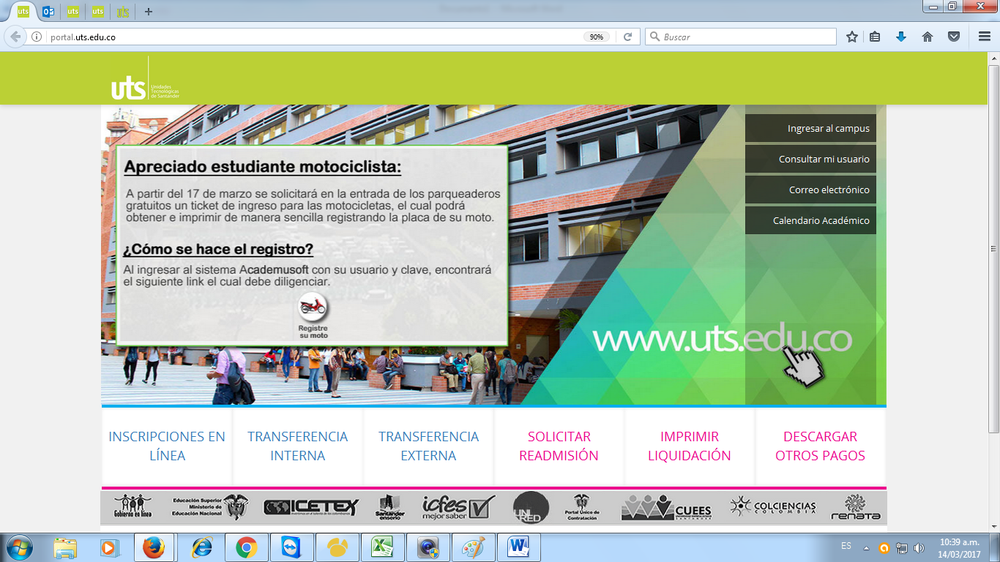 uts
uts
uts
uts
portal.uts.edu.co
90%
Buscar
uts
Unidades
Tecnológicas
de Santander
Ingresar al campus
Consultar mi usuario
Correo electrónico
Calendario Académico
Apreciado estudiante motociclista:
A partir del 17 de marzo se solicitará en la entrada de los parqueaderos
gratuitos un ticket de ingreso para las motocicletas, el cual podrá
obtener e imprimir de manera sencilla registrando la placa de su moto.
¿Cómo se hace el registro?
Al ingresar al sistema Academusoft con su usuario y clave, encontrará
el siguiente link el cual debe diligenciar.
Registre
su moto
www.uts.edu.co
INSCRIPCIONES EN
LÍNEA
TRANSFERENCIA
INTERNA
TRANSFERENCIA
EXTERNA
SOLICITAR
READMISIÓN
IMPRIMIR
LIQUIDACIÓN
DESCARGAR
OTROS PAGOS
Gobierno en línea
Educación Superior
Ministerio de
Educación Nacional
ICETEX
Santander
en serio
icfes
mejor saber
UNI
RED
Portal Único de
Contratación
CUEES
SANTANDER
COLCIENCIAS
COLOMBIA
RENATA
ES
10:39 a.m.
14/03/2017